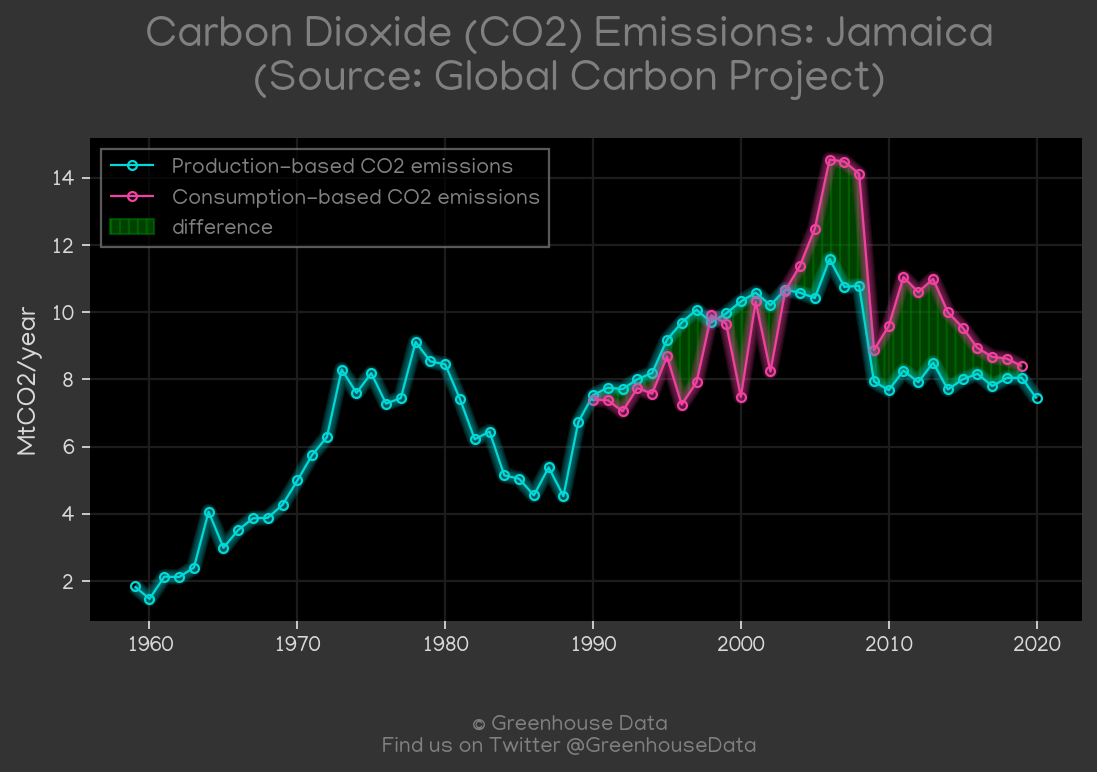 Carbon Dioxide (CO2) Emissions: Jamaica
(Source: Global Carbon Project)
Production-based CO2 emissions
Consumption-based CO2 emissions
difference
MtCO2/year
14
12
10
8
6
4
2
1960 1970 1980 1990 2000 2010 2020
© Greenhouse Data
Find us on Twitter @GreenhouseData